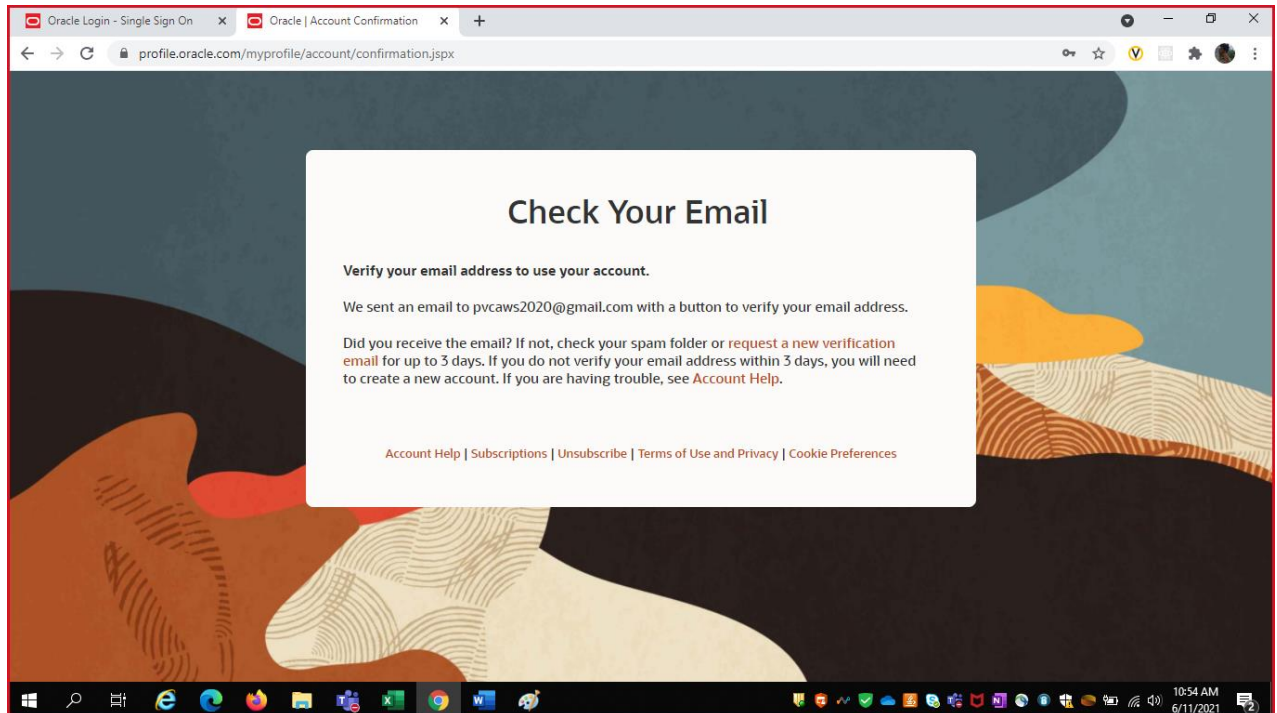 Oracle Login - Single Sign On
Oracle | Account Confirmation
profile.oracle.com/myprofile/account/confirmation.jspx
Check Your Email
Verify your email address to use your account.
We sent an email to pvcaws2020@gmail.com with a button to verify your email address.
Did you receive the email? If not, check your spam folder or request a new verification
email for up to 3 days. If you do not verify your email address within 3 days, you will need
to create a new account. If you are having trouble, see Account Help.
Account Help | Subscriptions | Unsubscribe | Terms of Use and Privacy | Cookie Preferences
10:54 AM
6/11/2021